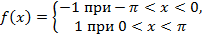 f(x) = { −1 при − π < x < 0,
1 при 0 < x < π